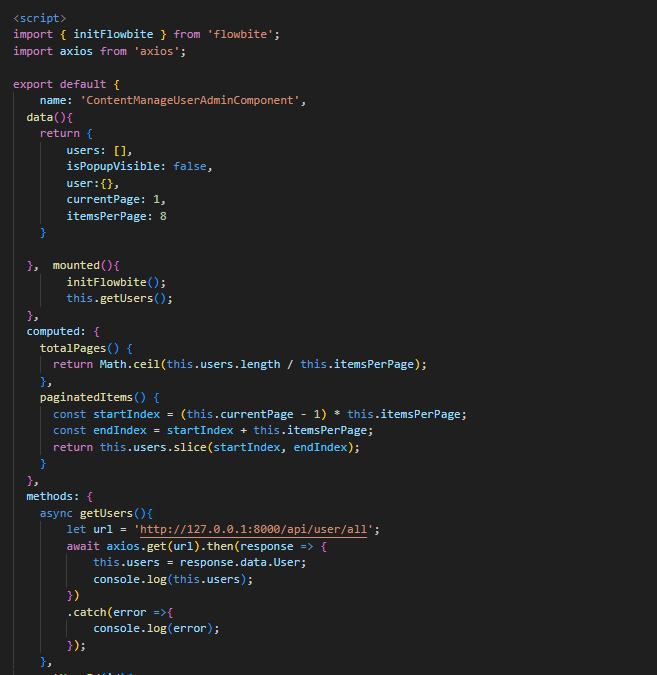 <script>
import { initFlowbite } from 'flowbite';
import axios from 'axios';
export default {
name: 'ContentManageUserAdminComponent',
data(){
return {
users: [],
isPopupVisible: false,
user:{},
currentPage: 1,
itemsPerPage: 8
}
}, mounted(){
initFlowbite();
this.getUsers();
},
computed: {
totalPages() {
return Math.ceil(this.users.length / this.itemsPerPage);
},
paginatedItems() {
const startIndex = (this.currentPage - 1) * this.itemsPerPage;
const endIndex = startIndex + this.itemsPerPage;
return this.users.slice(startIndex, endIndex);
}
},
methods: {
async getUsers(){
let url = 'http://127.0.0.1:8000/api/user/all';
await axios.get(url).then(response => {
this.users = response.data.User;
console.log(this.users);
})
.catch(error =>{
console.log(error);
});
},